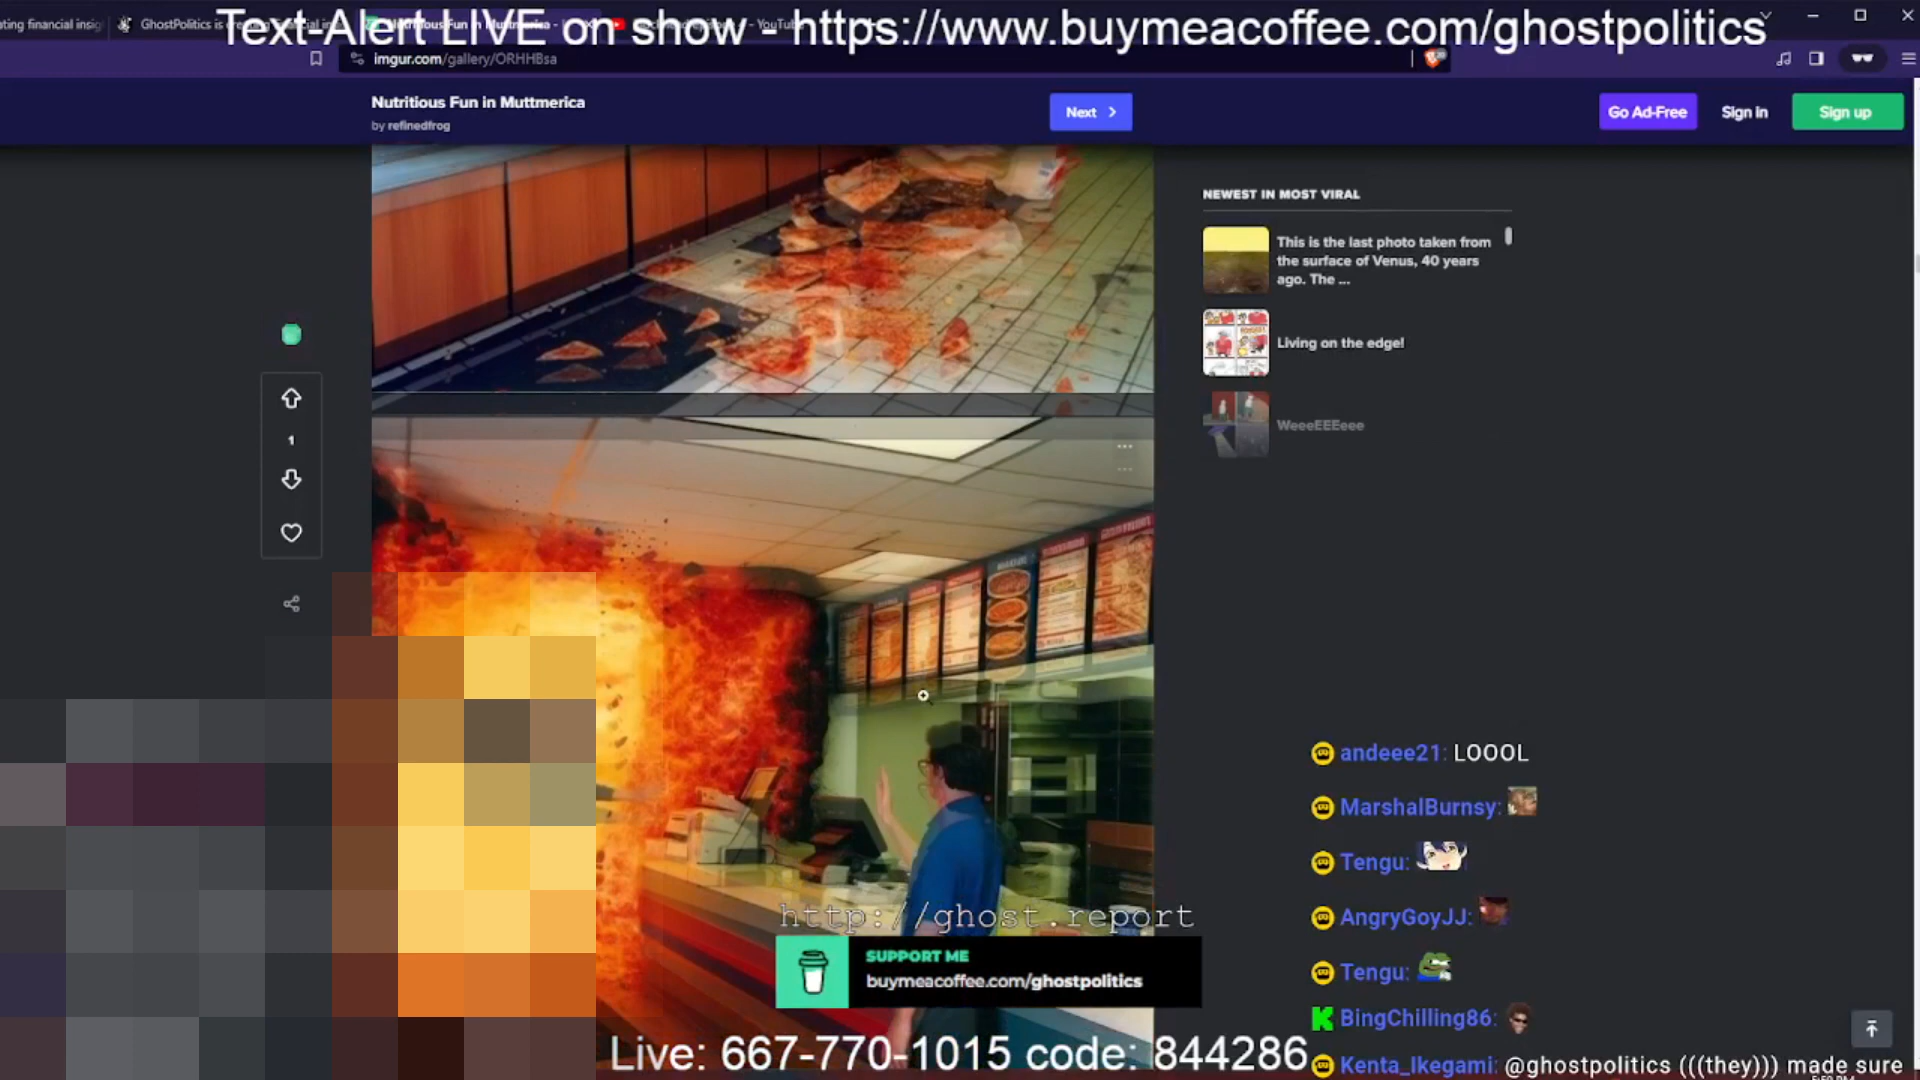 Text-Alert LIVE on show - https://www.buymeacoffee.com/ghostpolitics
imgur.com/gallery/ORHHBsa
Nutritious Fun in Muttmerica
by refinedfrog
Next
Go Ad-Free
Sign in
Sign up
NEWEST IN MOST VIRAL
This is the last photo taken from
the surface of Venus, 40 years
ago. The ...
Living on the edge!
WeeeEEEeee
1
andeee21: LOOOL
MarshalBurnsy:
Tengu:
AngryGoyJJ:
Tengu:
BingChilling86:
Kenta_Ikegami: @ghostpolitics (((they))) made sure
http://ghost.report
SUPPORT ME
buymeacoffee.com/ghostpolitics
Live: 667-770-1015 code: 844286